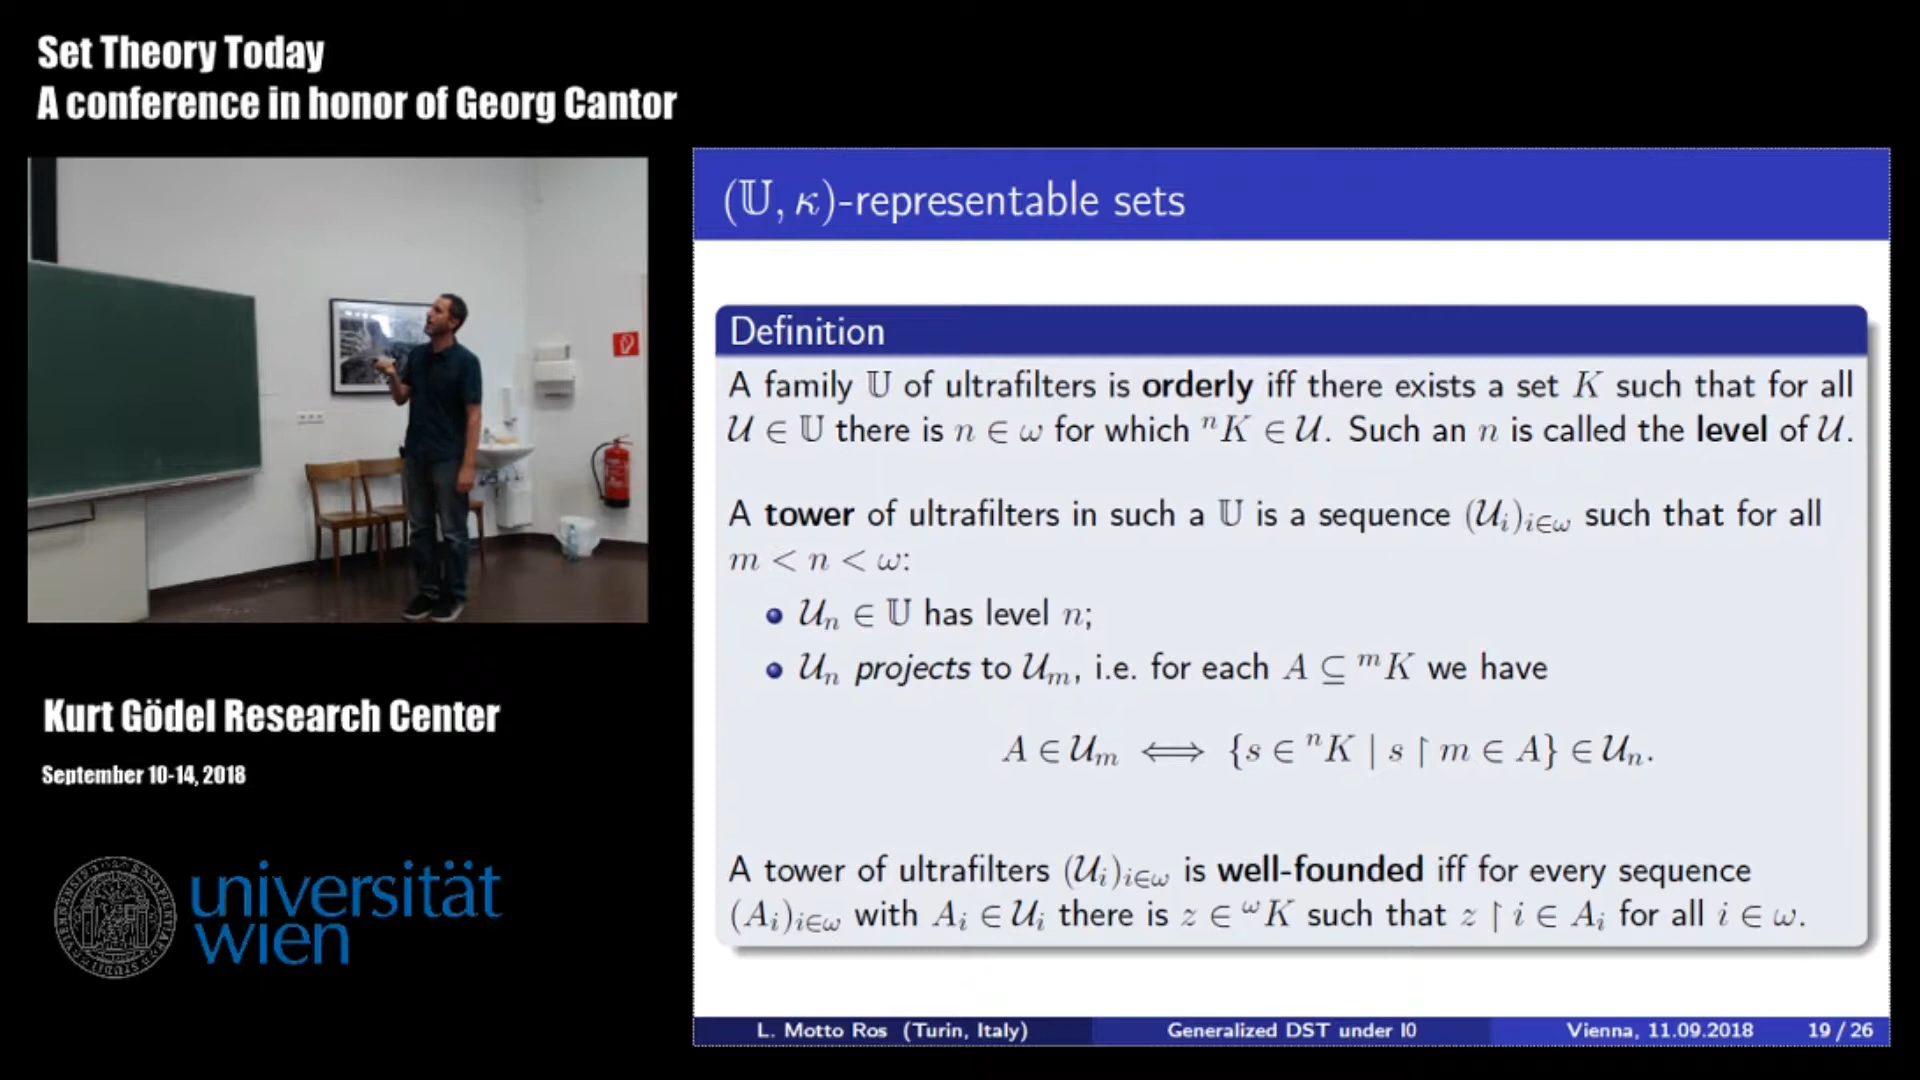 Set Theory Today
A conference in honor of Georg Cantor
(𝕌, κ)-representable sets
Definition
A family 𝕌 of ultrafilters is orderly iff there exists a set K such that for all
𝒰 ∈ 𝕌 there is n ∈ ω for which ⁿK ∈ 𝒰. Such an n is called the level of 𝒰.
A tower of ultrafilters in such a 𝕌 is a sequence (𝒰ᵢ)ᵢ∈ω such that for all
m < n < ω:
• 𝒰ₙ ∈ 𝕌 has level n;
• 𝒰ₙ projects to 𝒰ₘ, i.e. for each A ⊆ ᵐK we have
A ∈ 𝒰ₘ ⟺ {s ∈ ⁿK | s ↾ m ∈ A} ∈ 𝒰ₙ.
A tower of ultrafilters (𝒰ᵢ)ᵢ∈ω is well-founded iff for every sequence
(Aᵢ)ᵢ∈ω with Aᵢ ∈ 𝒰ᵢ there is z ∈ ^ωK such that z ↾ i ∈ Aᵢ for all i ∈ ω.
L. Motto Ros (Turin, Italy) Generalized DST under I0 Vienna, 11.09.2018 19 / 26
Kurt Gödel Research Center
September 10-14, 2018
universität
wien